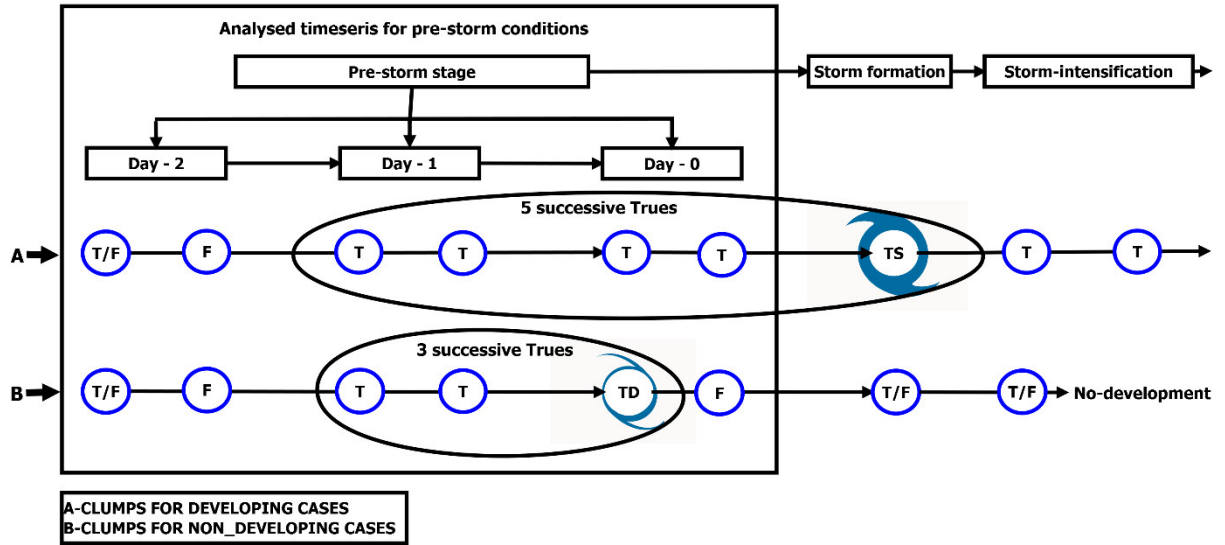 Analysed timeseris for pre-storm conditions
Pre-storm stage
Storm formation
Storm-intensification
Day - 2
Day - 1
Day - 0
5 successive Trues
A
T/F
F
T
T
T
T
TS
T
T
3 successive Trues
B
T/F
F
T
T
TD
F
T/F
T/F
No-development
A-CLUMPS FOR DEVELOPING CASES
B-CLUMPS FOR NON_DEVELOPING CASES